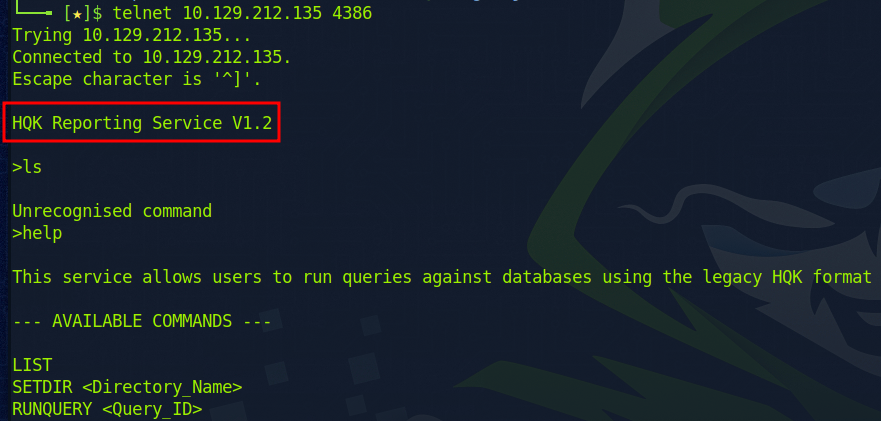 [★]$ telnet 10.129.212.135 4386
Trying 10.129.212.135...
Connected to 10.129.212.135.
Escape character is '^]'.
HQK Reporting Service V1.2
>ls
Unrecognised command
>help
This service allows users to run queries against databases using the legacy HQK format
--- AVAILABLE COMMANDS ---
LIST
SETDIR <Directory_Name>
RUNQUERY <Query_ID>